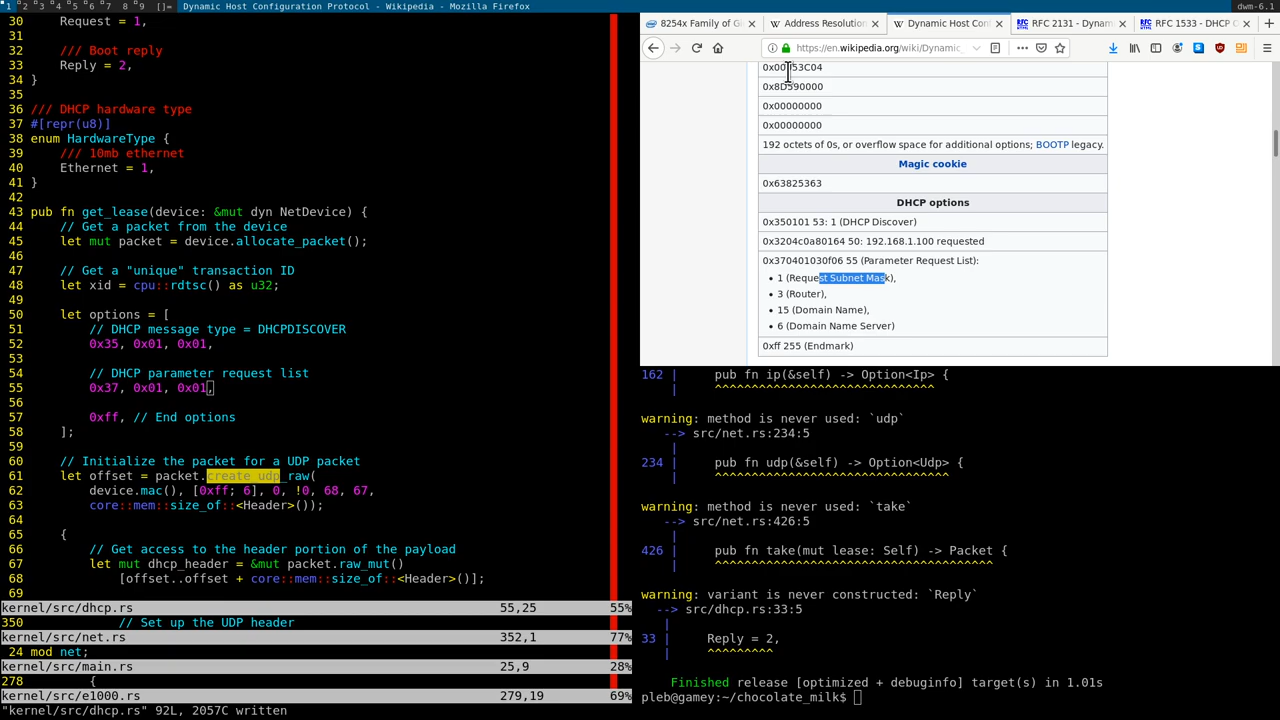 1 2 3 4 5 6 7 8 9 []= Dynamic Host Configuration Protocol - Wikipedia - Mozilla Firefox dwm-6.1
30     Request = 1,
31
32     /// Boot reply
33     Reply = 2,
34 }
35
36 /// DHCP hardware type
37 #[repr(u8)]
38 enum HardwareType {
39     /// 10mb ethernet
40     Ethernet = 1,
41 }
42
43 pub fn get_lease(device: &mut dyn NetDevice) {
44     // Get a packet from the device
45     let mut packet = device.allocate_packet();
46
47     // Get a "unique" transaction ID
48     let xid = cpu::rdtsc() as u32;
49
50     let options = [
51         // DHCP message type = DHCPDISCOVER
52         0x35, 0x01, 0x01,
53
54         // DHCP parameter request list
55         0x37, 0x01, 0x01,
56
57         0xff, // End options
58     ];
59
60     // Initialize the packet for a UDP packet
61     let offset = packet.create_udp_raw(
62         device.mac(), [0xff; 6], 0, !0, 68, 67,
63         core::mem::size_of::<Header>());
64
65     {
66         // Get access to the header portion of the payload
67         let mut dhcp_header = &mut packet.raw_mut()
68             [offset..offset + core::mem::size_of::<Header>()];
69
kernel/src/dhcp.rs 55,25 55%
350             // Set up the UDP header
kernel/src/net.rs 352,1 77%
24 mod net;
kernel/src/main.rs 25,9 28%
278         {
kernel/src/e1000.rs 279,19 69%
"kernel/src/dhcp.rs" 92L, 2057C written
8254x Family of Gi
Address Resolution
Dynamic Host Conf
RFC 2131 - Dynam
RFC 1533 - DHCP O
https://en.wikipedia.org/wiki/Dynamic_
0x8D590000
0x00000000
0x00000000
192 octets of 0s, or overflow space for additional options; BOOTP legacy.
Magic cookie
0x63825363
DHCP options
0x350101 53: 1 (DHCP Discover)
0x3204c0a80164 50: 192.168.1.100 requested
0x370401030f06 55 (Parameter Request List):
• 1 (Request Subnet Mask),
• 3 (Router),
• 15 (Domain Name),
• 6 (Domain Name Server)
0xff 255 (Endmark)
162 |     pub fn ip(&self) -> Option<Ip> {
    |     ^^^^^^^^^^^^^^^^^^^^^^^^^^^^^^
warning: method is never used: `udp`
   --> src/net.rs:234:5
    |
234 |     pub fn udp(&self) -> Option<Udp> {
    |     ^^^^^^^^^^^^^^^^^^^^^^^^^^^^^^^^
warning: method is never used: `take`
   --> src/net.rs:426:5
    |
426 |     pub fn take(mut lease: Self) -> Packet {
    |     ^^^^^^^^^^^^^^^^^^^^^^^^^^^^^^^^^^^^^^
warning: variant is never constructed: `Reply`
  --> src/dhcp.rs:33:5
   |
33 |     Reply = 2,
   |     ^^^^^^^^^
    Finished release [optimized + debuginfo] target(s) in 1.01s
pleb@gamey:~/chocolate_milk$